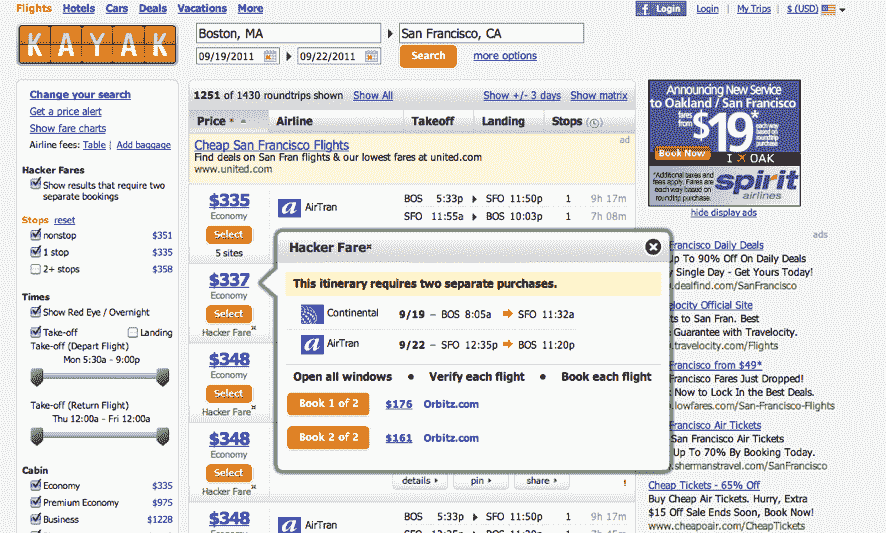 Flights Hotels Cars Deals Vacations More
Login Login My Trips $ (USD)
KAYAK
Boston, MA San Francisco, CA
09/19/2011 09/22/2011 Search more options
Change your search
Get a price alert
Show fare charts
Airline fees: Table | Add baggage
Hacker Fares
Show results that require two
separate bookings
Stops reset
nonstop $351
1 stop $335
2+ stops $358
Times
Show Red Eye / Overnight
Take-off Landing
Take-off (Depart Flight)
Mon 5:30a - 9:00p
Take-off (Return Flight)
Thu 12:00a - Fri 12:00a
Cabin
Economy $335
Premium Economy $975
Business $1228
1251 of 1430 roundtrips shown Show All Show +/- 3 days Show matrix
Price Airline Takeoff Landing Stops
Cheap San Francisco Flights ad
Find deals on San Fran flights & our lowest fares at united.com
www.united.com
$335 Economy Select 5 sites
AirTran
BOS 5:33p SFO 11:50p 1 9h 17m
SFO 11:55a BOS 10:03p 1 7h 08m
$337 Economy Select Hacker Fare
$348 Economy Select Hacker Fare
$348 Economy Select Hacker Fare
Hacker Fare
This itinerary requires two separate purchases.
Continental 9/19 – BOS 8:05a SFO 11:32a
AirTran 9/22 – SFO 12:35p BOS 11:20p
Open all windows • Verify each flight • Book each flight
Book 1 of 2 $176 Orbitz.com
Book 2 of 2 $161 Orbitz.com
details pin share !
$348 AirTran BOS 5:33p SFO 11:50p 1 9h 17m
Announcing New Service
to Oakland / San Francisco
fares from $19* each way based on roundtrip purchase
Book Now I OAK
*Additional taxes and
fees apply. Fares are
each way based on
roundtrip purchase
spirit
airlines
hide display ads
ads
Francisco Daily Deals
Up To 90% Off On Daily Deals
Single Day - Get Yours Today!
.dealfind.com/SanFrancisco
elocity Official Site
ts to San Fran. Best
Guarantee with Travelocity.
.travelocity.com/Flights
Francisco from $49*
Francisco Fares Just Dropped!
Now to Lock In the Best Deals.
.lowfares.com/San-Francisco-Flights
Francisco Air Tickets
San Francisco Air Tickets
Up To 70% By Booking Today.
.shermanstravel.com/SanFrancisco
Cheap Tickets - 65% Off
Buy Cheap Air Tickets. Hurry, Extra
$15 Off Sale Ends Soon, Book Now!
www.cheapoair.com/CheapTickets